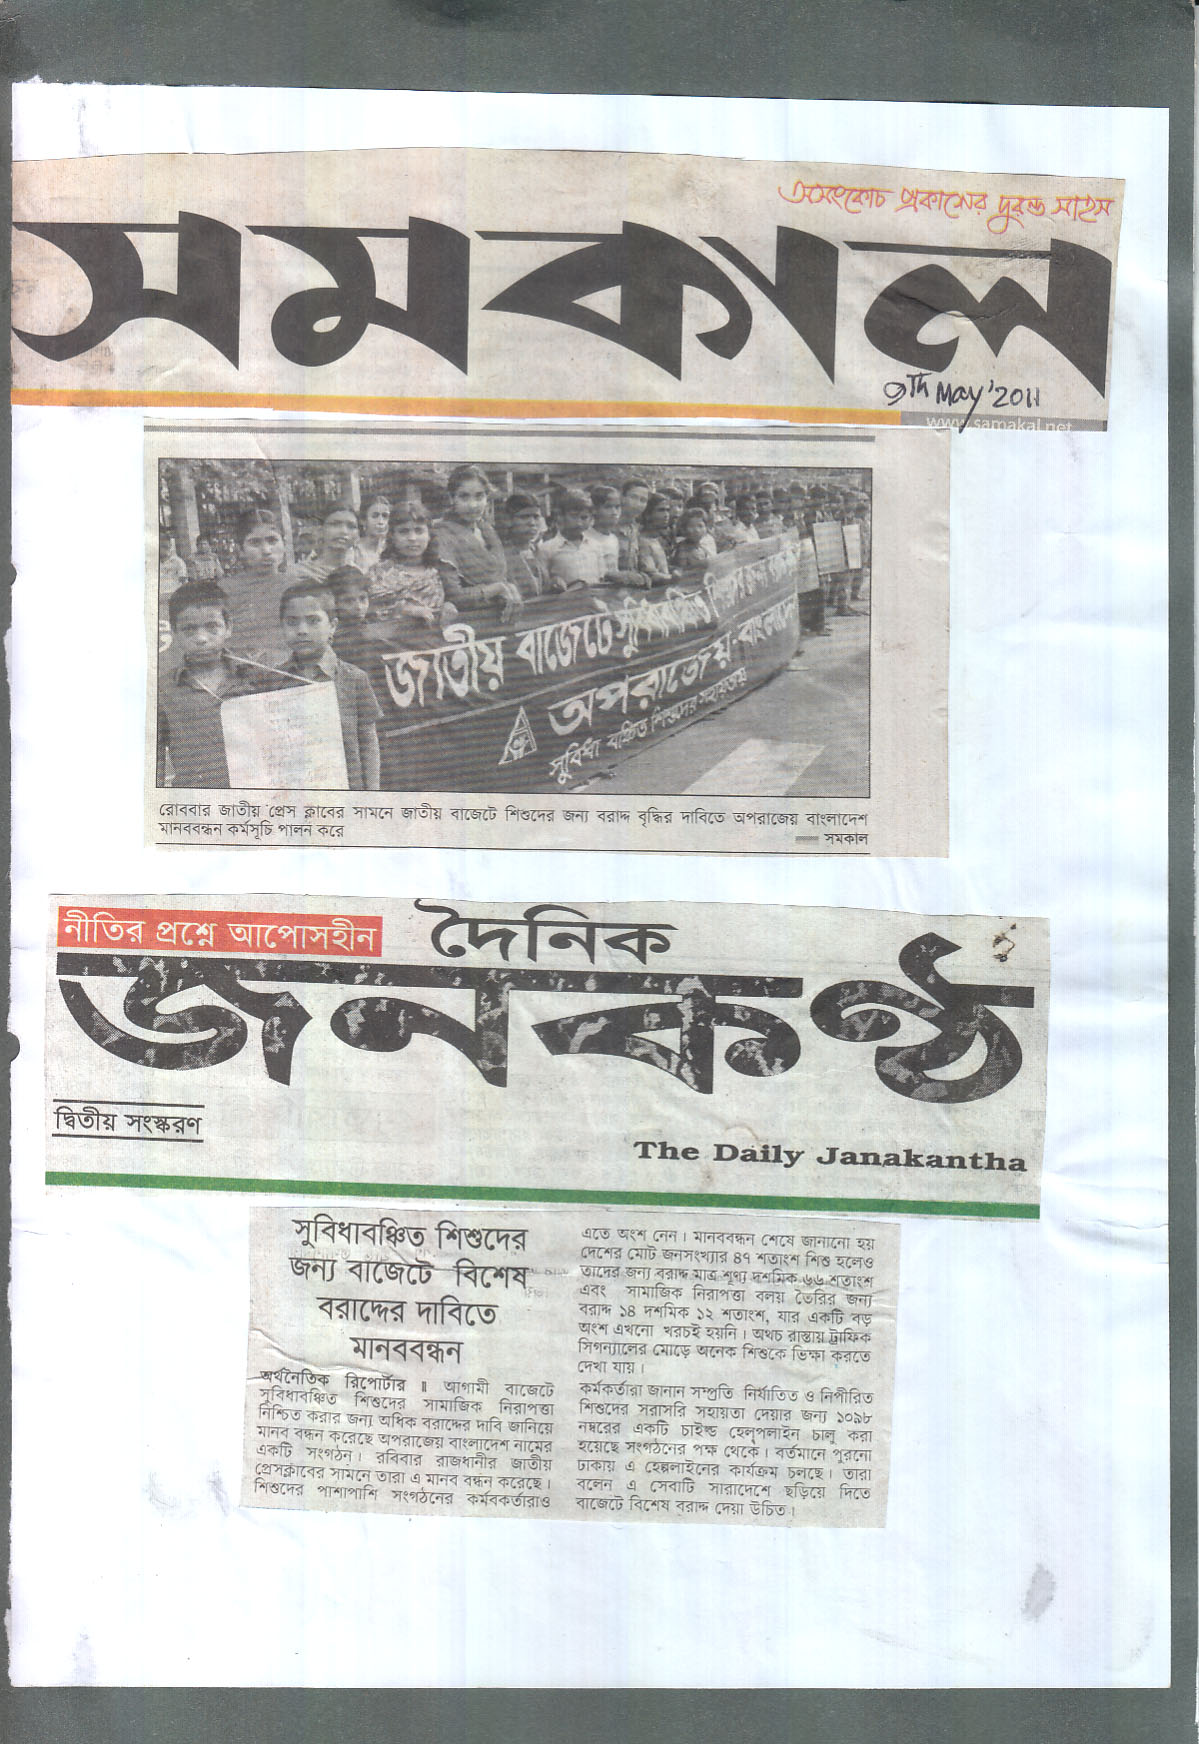 অসংকোচ প্রকাশের দুরন্ত সাহস
সমকাল
9Th May'2011
www.samakal.net
জাতীয় বাজেটে সুবিধাবঞ্চিত শিশুদের জন্য
অপরাজেয়-বাংলাদেশ
সুবিধা বঞ্চিত শিশুদের সহায়তায়
রোববার জাতীয় প্রেস ক্লাবের সামনে জাতীয় বাজেটে শিশুদের জন্য বরাদ্দ বৃদ্ধির দাবিতে অপরাজেয় বাংলাদেশ
মানববন্ধন কর্মসূচি পালন করে
সমকাল
নীতির প্রশ্নে আপোসহীন
দৈনিক
জনকণ্ঠ
দ্বিতীয় সংস্করণ
The Daily Janakantha
সুবিধাবঞ্চিত শিশুদের
জন্য বাজেটে বিশেষ
বরাদ্দের দাবিতে
মানববন্ধন
অর্থনৈতিক রিপোর্টার ॥ আগামী বাজেটে
সুবিধাবঞ্চিত শিশুদের সামাজিক নিরাপত্তা
নিশ্চিত করার জন্য অধিক বরাদ্দের দাবি জানিয়ে
মানব বন্ধন করেছে অপরাজেয় বাংলাদেশ নামের
একটি সংগঠন। রবিবার রাজধানীর জাতীয়
প্রেসক্লাবের সামনে তারা এ মানব বন্ধন করেছে।
শিশুদের পাশাপাশি সংগঠনের কর্মবকর্তারাও
এতে অংশ নেন। মানববন্ধন শেষে জানানো হয়
দেশের মোট জনসংখ্যার ৪৭ শতাংশ শিশু হলেও
তাদের জন্য বরাদ্দ মাত্র শূণ্য দশমিক ৬৬ শতাংশ
এবং সামাজিক নিরাপত্তা বলয় তৈরির জন্য
বরাদ্দ ১৪ দশমিক ১২ শতাংশ, যার একটি বড়
অংশ এখনো খরচই হয়নি। অথচ রাস্তায় ট্রাফিক
সিগন্যালের মোড়ে অনেক শিশুকে ভিক্ষা করতে
দেখা যায়।
কর্মকর্তারা জানান সম্প্রতি নির্যাতিত ও নিপীরিত
শিশুদের সরাসরি সহায়তা দেয়ার জন্য ১০৯৮
নম্বরের একটি চাইল্ড হেল্পলাইন চালু করা
হয়েছে সংগঠনের পক্ষ থেকে। বর্তমানে পুরনো
ঢাকায় এ হেল্পলাইনের কার্যক্রম চলছে। তারা
বলেন এ সেবাটি সারাদেশে ছড়িয়ে দিতে
বাজেটে বিশেষ বরাদ্দ দেয়া উচিত।